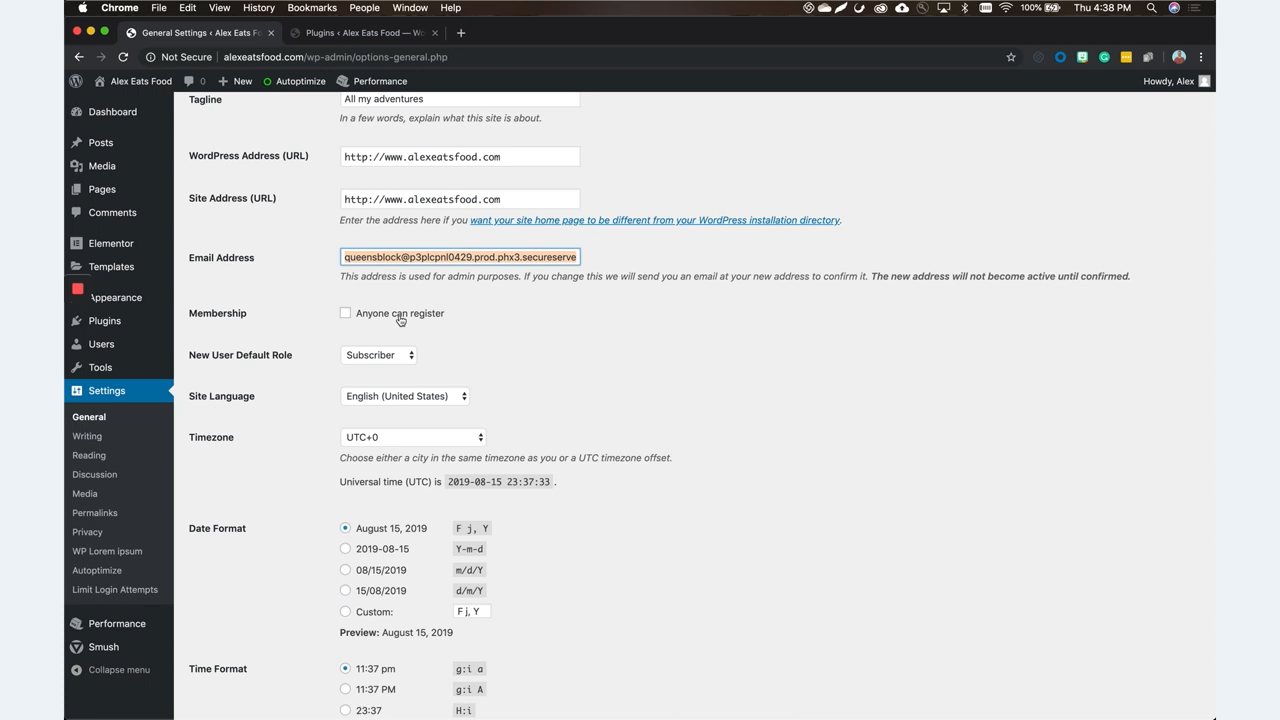 Chrome File Edit View History Bookmarks People Window Help 100% Thu 4:38 PM
General Settings ‹ Alex Eats Fo × Plugins ‹ Alex Eats Food — Wo × +
Not Secure alexeatsfood.com/wp-admin/options-general.php
Alex Eats Food 0 + New Autoptimize Performance Howdy, Alex
Dashboard
Posts
Media
Pages
Comments
Elementor
Templates
Appearance
Plugins
Users
Tools
Settings
General
Writing
Reading
Discussion
Media
Permalinks
Privacy
WP Lorem ipsum
Autoptimize
Limit Login Attempts
Performance
Smush
Collapse menu
Tagline All my adventures
In a few words, explain what this site is about.
WordPress Address (URL) http://www.alexeatsfood.com
Site Address (URL) http://www.alexeatsfood.com
Enter the address here if you want your site home page to be different from your WordPress installation directory.
Email Address queensblock@p3plcpnl0429.prod.phx3.secureserve
This address is used for admin purposes. If you change this we will send you an email at your new address to confirm it. The new address will not become active until confirmed.
Membership Anyone can register
New User Default Role Subscriber
Site Language English (United States)
Timezone UTC+0
Choose either a city in the same timezone as you or a UTC timezone offset.
Universal time (UTC) is 2019-08-15 23:37:33 .
Date Format August 15, 2019 F j, Y
2019-08-15 Y-m-d
08/15/2019 m/d/Y
15/08/2019 d/m/Y
Custom: F j, Y
Preview: August 15, 2019
Time Format 11:37 pm g:i a
11:37 PM g:i A
23:37 H:i